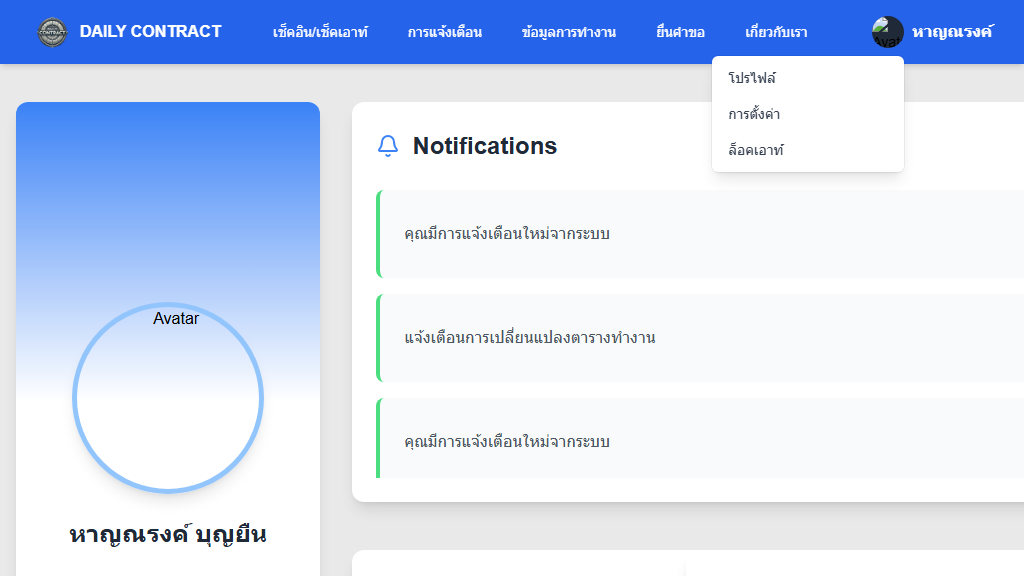 DAILY CONTRACT
เช็คอิน/เช็คเอาท์
การแจ้งเตือน
ข้อมูลการทำงาน
ยื่นคำขอ
เกี่ยวกับเรา
หาญณรงค์
โปรไฟล์
การตั้งค่า
ล็อคเอาท์
Notifications
คุณมีการแจ้งเตือนใหม่จากระบบ
แจ้งเตือนการเปลี่ยนแปลงตารางทำงาน
คุณมีการแจ้งเตือนใหม่จากระบบ
Avatar
หาญณรงค์ บุญยืน